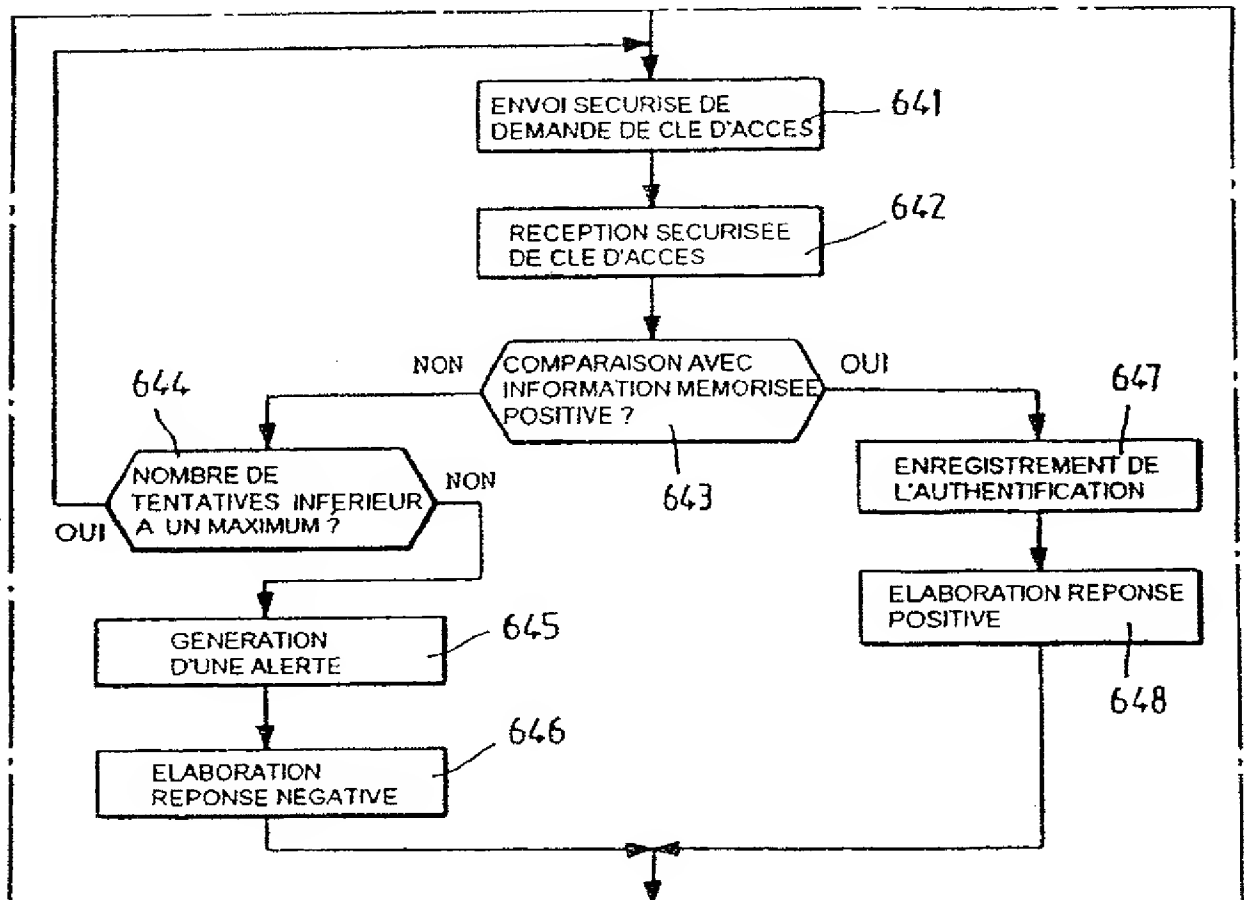 ENVOI SECURISE DE
DEMANDE DE CLE D'ACCES
641
RECEPTION SECURISEE
DE CLE D'ACCES
642
NON
COMPARAISON AVEC
INFORMATION MEMORISEE
POSITIVE ?
OUI
643
644
NOMBRE DE
TENTATIVES INFERIEUR
A UN MAXIMUM ?
NON
OUI
647
ENREGISTREMENT DE
L'AUTHENTIFICATION
GENERATION
D'UNE ALERTE
645
ELABORATION REPONSE
POSITIVE
648
ELABORATION
REPONSE NEGATIVE
646